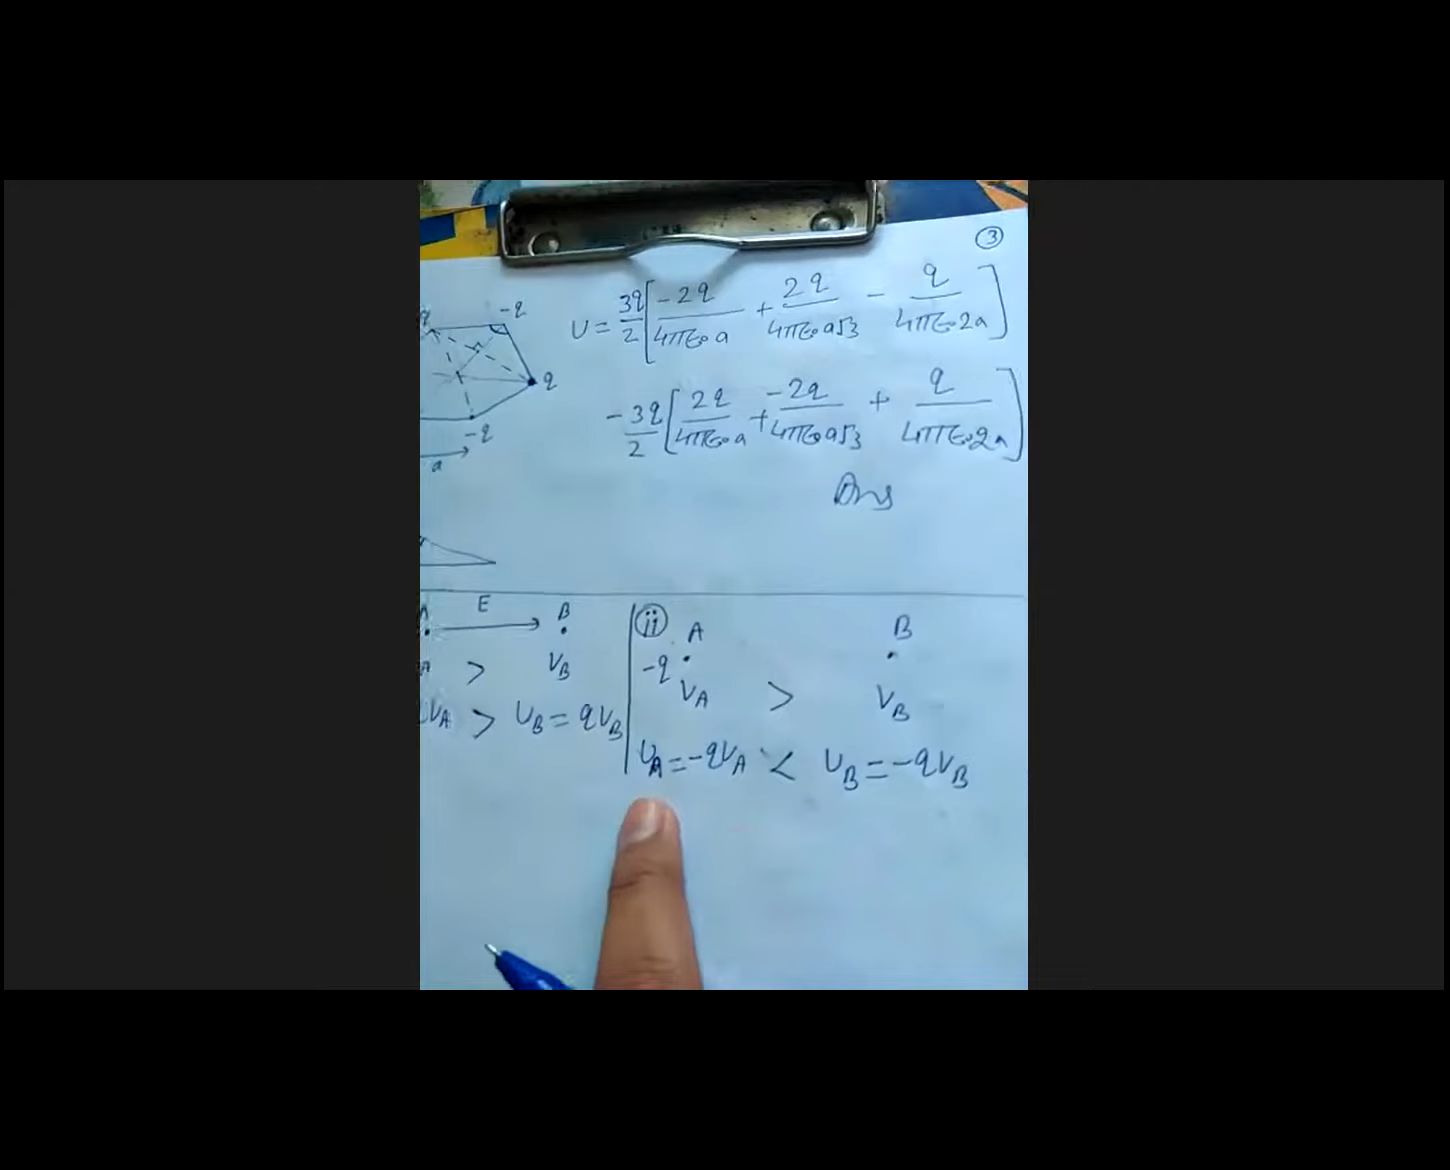 ③
-q
U = 3q/2 [ -2q/4πε₀a + 2q/4πε₀a√3 - q/4πε₀2a ]
q
-3q/2 [ 2q/4πε₀a + -2q/4πε₀a√3 + q/4πε₀2a ]
-q
a
Ans
A E B
ii A B
-q
> V_B
V_A > V_B
V_A > U_B = qV_B
U_A = -qV_A < U_B = -qV_B